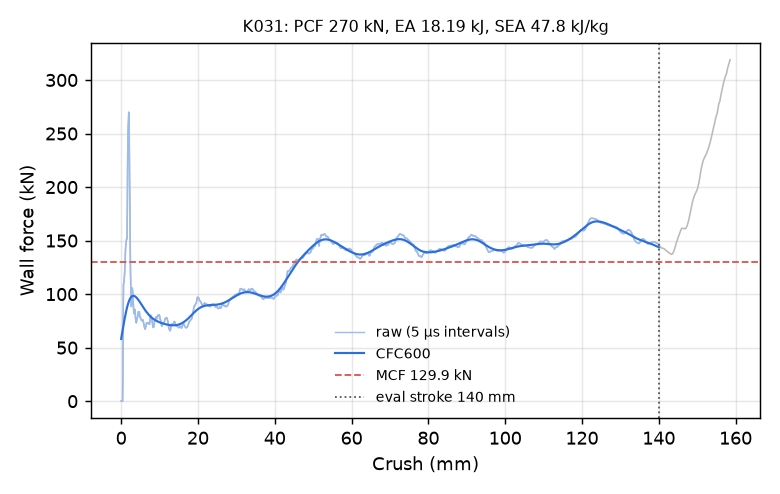 K031: PCF 270 kN, EA 18.19 kJ, SEA 47.8 kJ/kg
Wall force (kN)
300
250
200
150
100
50
0
raw (5 µs intervals)
CFC600
MCF 129.9 kN
eval stroke 140 mm
0 20 40 60 80 100 120 140 160
Crush (mm)